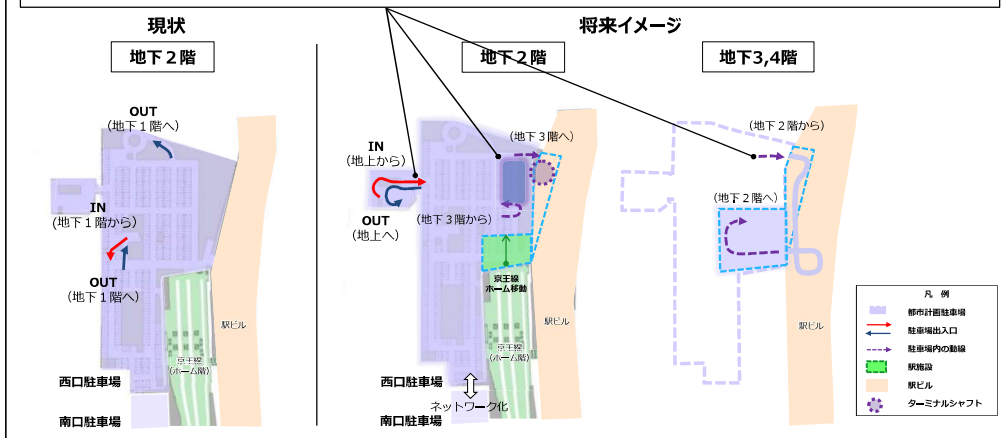 現状
将来イメージ
地下2階
地下2階
地下3,4階
OUT
(地下1階へ)
IN
(地下1階から)
OUT
(地下1階へ)
京王線
(ホーム階)
駅ビル
西口駐車場
南口駐車場
IN
(地上から)
OUT
(地上へ)
(地下3階へ)
(地下3階から)
京王線
ホーム移動
京王線
(ホーム階)
駅ビル
西口駐車場
ネットワーク化
南口駐車場
(地下2階から)
(地下2階へ)
駅ビル
凡 例
都市計画駐車場
駐車場出入口
駐車場内の動線
駅施設
駅ビル
ターミナルシャフト